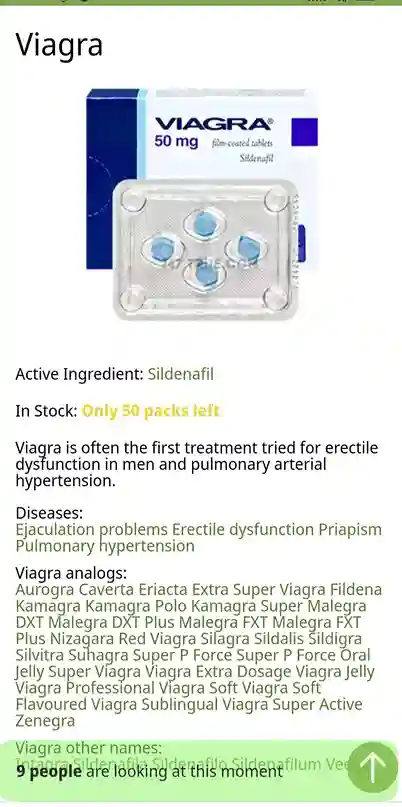 Viagra
VIAGRA®
50 mg film-coated tablets
Sildenafil
Active Ingredient: Sildenafil
In Stock: Only 50 packs left
Viagra is often the first treatment tried for erectile
dysfunction in men and pulmonary arterial
hypertension.
Diseases:
Ejaculation problems Erectile dysfunction Priapism
Pulmonary hypertension
Viagra analogs:
Aurogra Caverta Eriacta Extra Super Viagra Fildena
Kamagra Kamagra Polo Kamagra Super Malegra
DXT Malegra DXT Plus Malegra FXT Malegra FXT
Plus Nizagara Red Viagra Silagra Sildalis Sildigra
Silvitra Suhagra Super P Force Super P Force Oral
Jelly Super Viagra Viagra Extra Dosage Viagra Jelly
Viagra Professional Viagra Soft Viagra Soft
Flavoured Viagra Sublingual Viagra Super Active
Zenegra
Viagra other names:
Intagra Sildenafila Sildenafilo Sildenafilum
9 people are looking at this moment